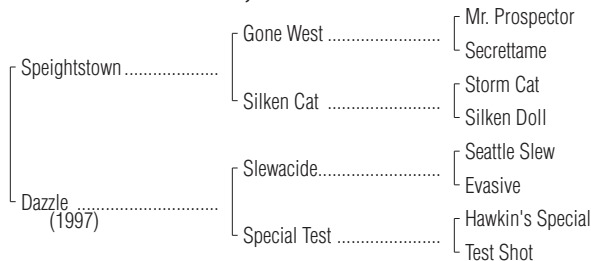 Mr. Prospector
Gone West ....................
Secrettame
Speightstown ....................
Storm Cat
Silken Cat ....................
Silken Doll
Seattle Slew
Slewacide....................
Evasive
Dazzle ....................
(1997)
Hawkin's Special
Special Test ....................
Test Shot